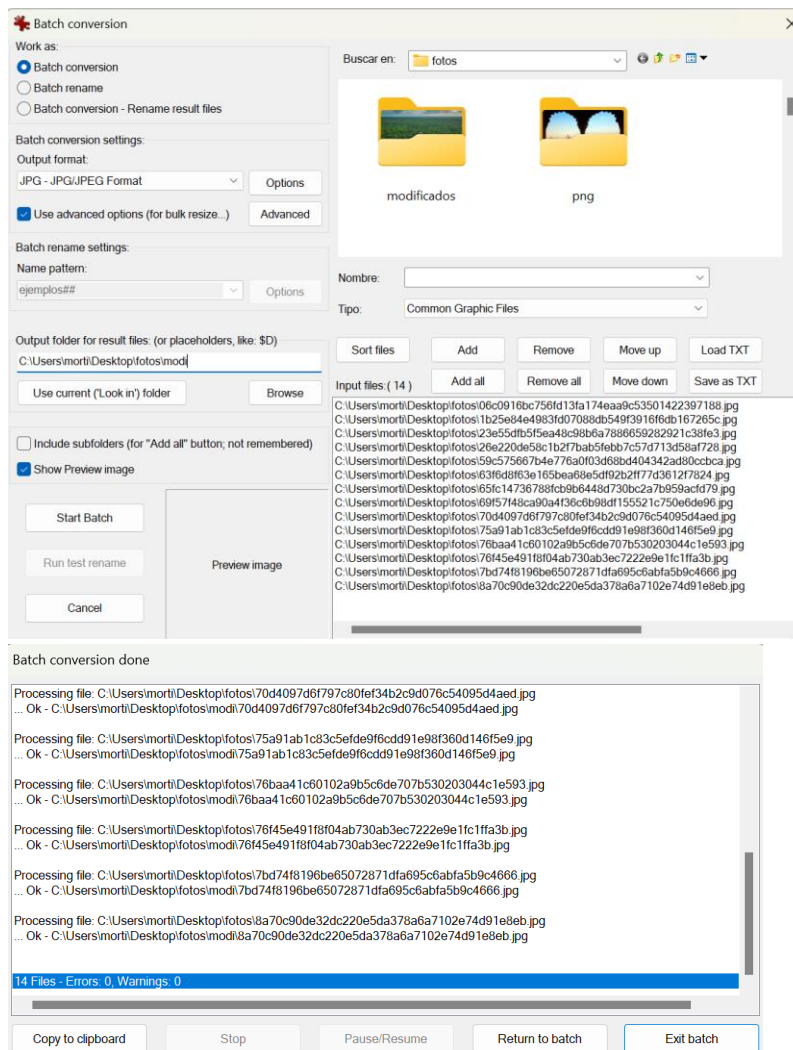 Batch conversion
Work as:
Batch conversion
Batch rename
Batch conversion - Rename result files
Batch conversion settings:
Output format:
JPG - JPG/JPEG Format
Options
Use advanced options (for bulk resize...)
Advanced
Batch rename settings:
Name pattern:
ejemplos##
Options
Output folder for result files: (or placeholders, like: $D)
C:\Users\morti\Desktop\fotos\modi
Use current ('Look in') folder
Browse
Include subfolders (for "Add all" button; not remembered)
Show Preview image
Start Batch
Run test rename
Cancel
Preview image
Buscar en:
fotos
modificados
png
Nombre:
Tipo:
Common Graphic Files
Sort files
Add
Remove
Move up
Load TXT
Input files:( 14 )
Add all
Remove all
Move down
Save as TXT
C:\Users\morti\Desktop\fotos\06c0916bc756fd13fa174eaa9c53501422397188.jpg
C:\Users\morti\Desktop\fotos\1b25e84e4983fd07088db549f3916f6db167265c.jpg
C:\Users\morti\Desktop\fotos\23e55dfb5f5ea48c98b6a7886659282921c38fe3.jpg
C:\Users\morti\Desktop\fotos\26e220de58c1b2f7bab5febb7c57d713d58af728.jpg
C:\Users\morti\Desktop\fotos\59c575667b4e776a0f03d68bd404342ad80ccbca.jpg
C:\Users\morti\Desktop\fotos\63f6d8f63e165bea68e5df92b2ff77d3612f7824.jpg
C:\Users\morti\Desktop\fotos\65fc14736788fcb9b6448d730bc2a7b959acfd79.jpg
C:\Users\morti\Desktop\fotos\69f57f48ca90a4f36c6b98df155521c750e6de96.jpg
C:\Users\morti\Desktop\fotos\70d4097d6f797c80fef34b2c9d076c54095d4aed.jpg
C:\Users\morti\Desktop\fotos\75a91ab1c83c5efde9f6cdd91e98f360d146f5e9.jpg
C:\Users\morti\Desktop\fotos\76baa41c60102a9b5c6de707b530203044c1e593.jpg
C:\Users\morti\Desktop\fotos\76f45e491f8f04ab730ab3ec7222e9e1fc1ffa3b.jpg
C:\Users\morti\Desktop\fotos\7bd74f8196be65072871dfa695c6abfa5b9c4666.jpg
C:\Users\morti\Desktop\fotos\8a70c90de32dc220e5da378a6a7102e74d91e8eb.jpg
Batch conversion done
Processing file: C:\Users\morti\Desktop\fotos\70d4097d6f797c80fef34b2c9d076c54095d4aed.jpg
... Ok - C:\Users\morti\Desktop\fotos\modi\70d4097d6f797c80fef34b2c9d076c54095d4aed.jpg
Processing file: C:\Users\morti\Desktop\fotos\75a91ab1c83c5efde9f6cdd91e98f360d146f5e9.jpg
... Ok - C:\Users\morti\Desktop\fotos\modi\75a91ab1c83c5efde9f6cdd91e98f360d146f5e9.jpg
Processing file: C:\Users\morti\Desktop\fotos\76baa41c60102a9b5c6de707b530203044c1e593.jpg
... Ok - C:\Users\morti\Desktop\fotos\modi\76baa41c60102a9b5c6de707b530203044c1e593.jpg
Processing file: C:\Users\morti\Desktop\fotos\76f45e491f8f04ab730ab3ec7222e9e1fc1ffa3b.jpg
... Ok - C:\Users\morti\Desktop\fotos\modi\76f45e491f8f04ab730ab3ec7222e9e1fc1ffa3b.jpg
Processing file: C:\Users\morti\Desktop\fotos\7bd74f8196be65072871dfa695c6abfa5b9c4666.jpg
... Ok - C:\Users\morti\Desktop\fotos\modi\7bd74f8196be65072871dfa695c6abfa5b9c4666.jpg
Processing file: C:\Users\morti\Desktop\fotos\8a70c90de32dc220e5da378a6a7102e74d91e8eb.jpg
... Ok - C:\Users\morti\Desktop\fotos\modi\8a70c90de32dc220e5da378a6a7102e74d91e8eb.jpg
14 Files - Errors: 0, Warnings: 0
Copy to clipboard
Stop
Pause/Resume
Return to batch
Exit batch